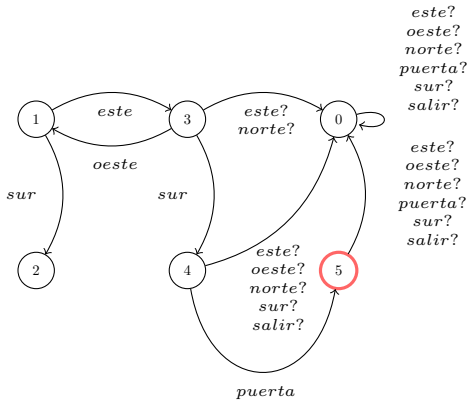 este?
oeste?
norte?
puerta?
sur?
salir?
1
este
3
este?
norte?
0
oeste
este?
oeste?
norte?
puerta?
sur?
salir?
sur
sur
2
4
este?
oeste?
norte?
sur?
salir?
5
puerta